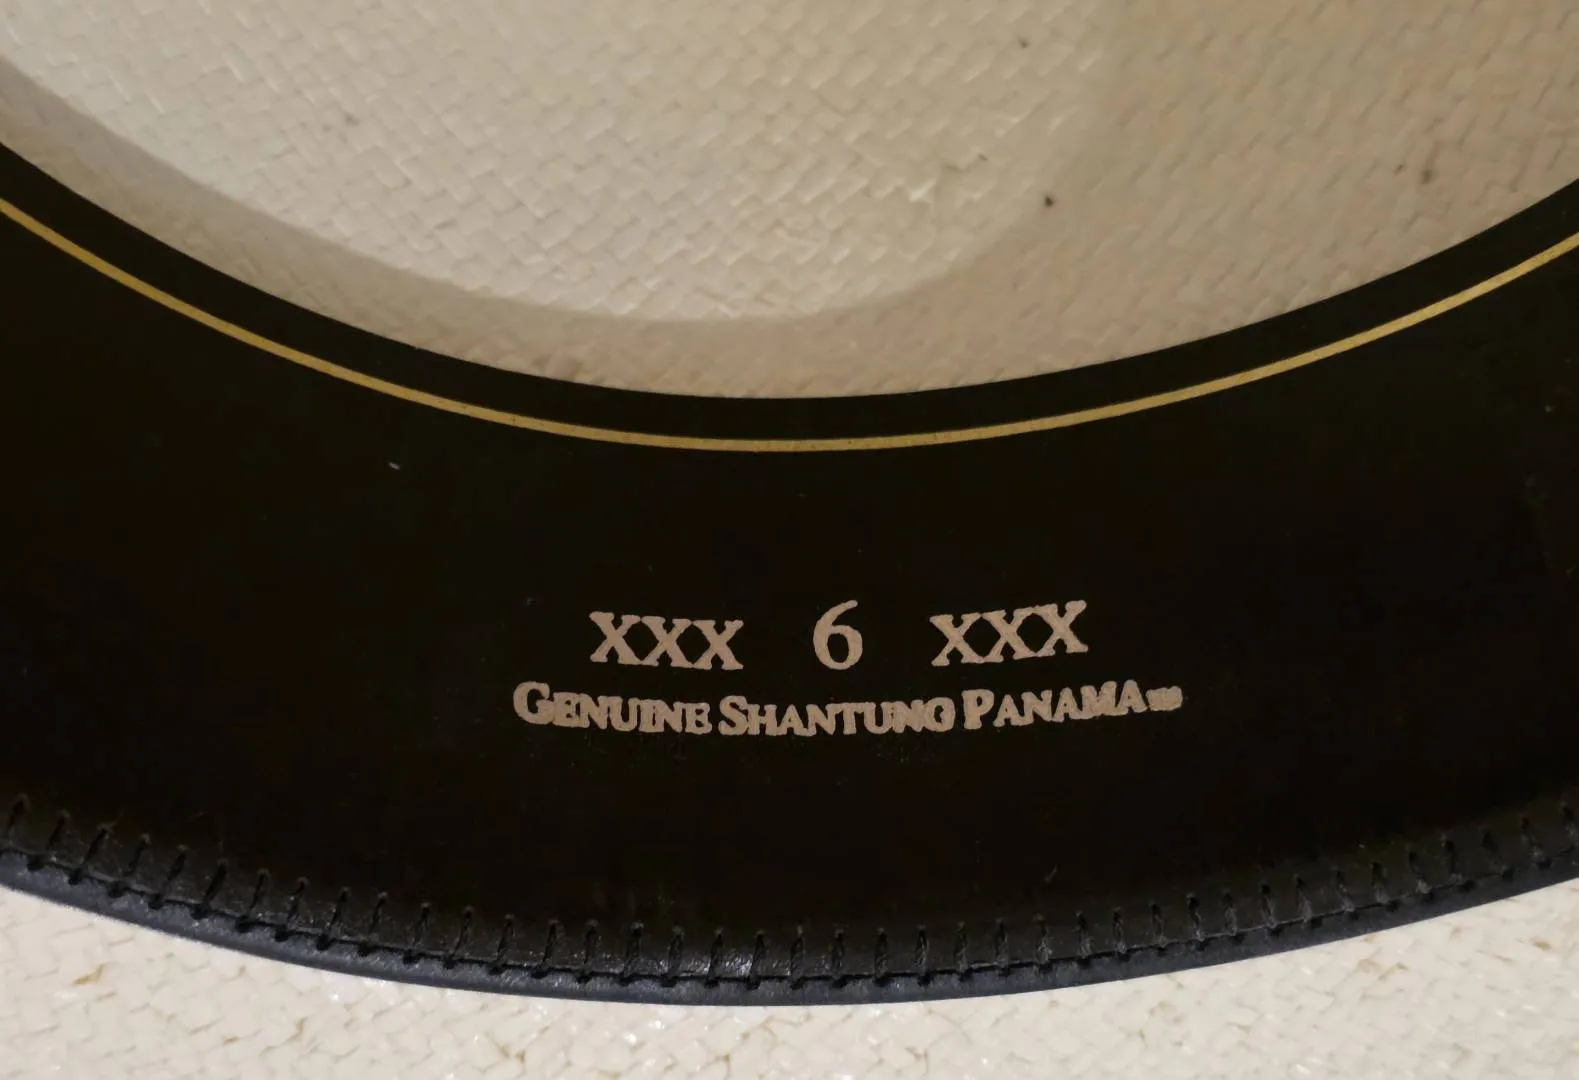 XXX 6 XXX
GENUINE SHANTUNG PANAMA